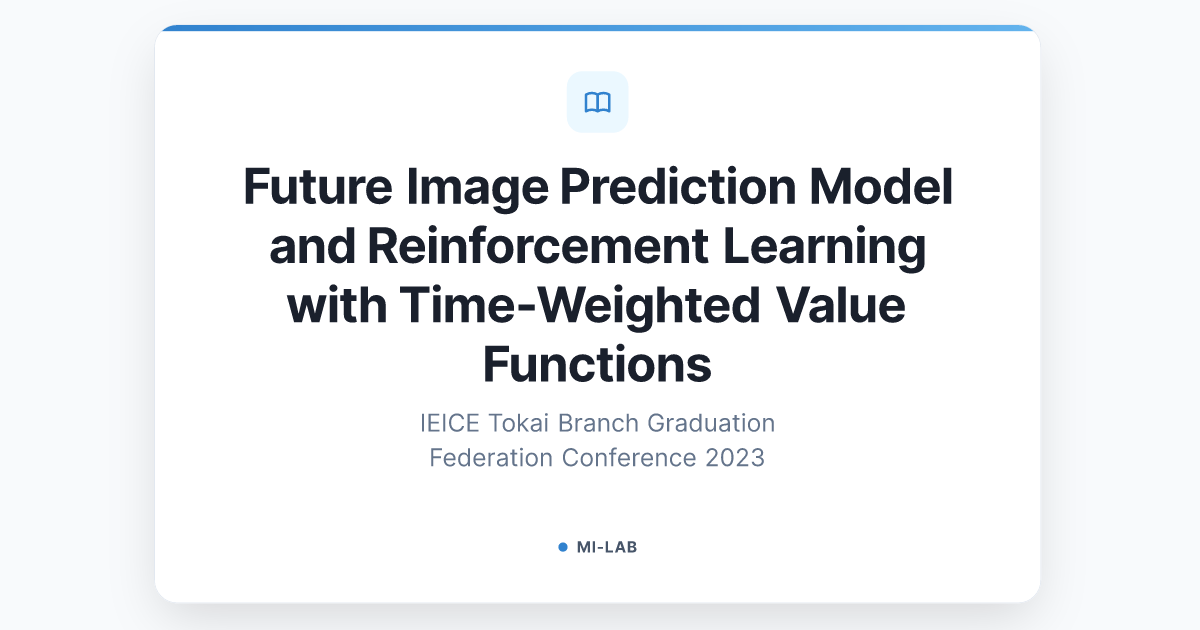 Future Image Prediction Model
and Reinforcement Learning
with Time-Weighted Value
Functions
IEICE Tokai Branch Graduation
Federation Conference 2023
MI-LAB